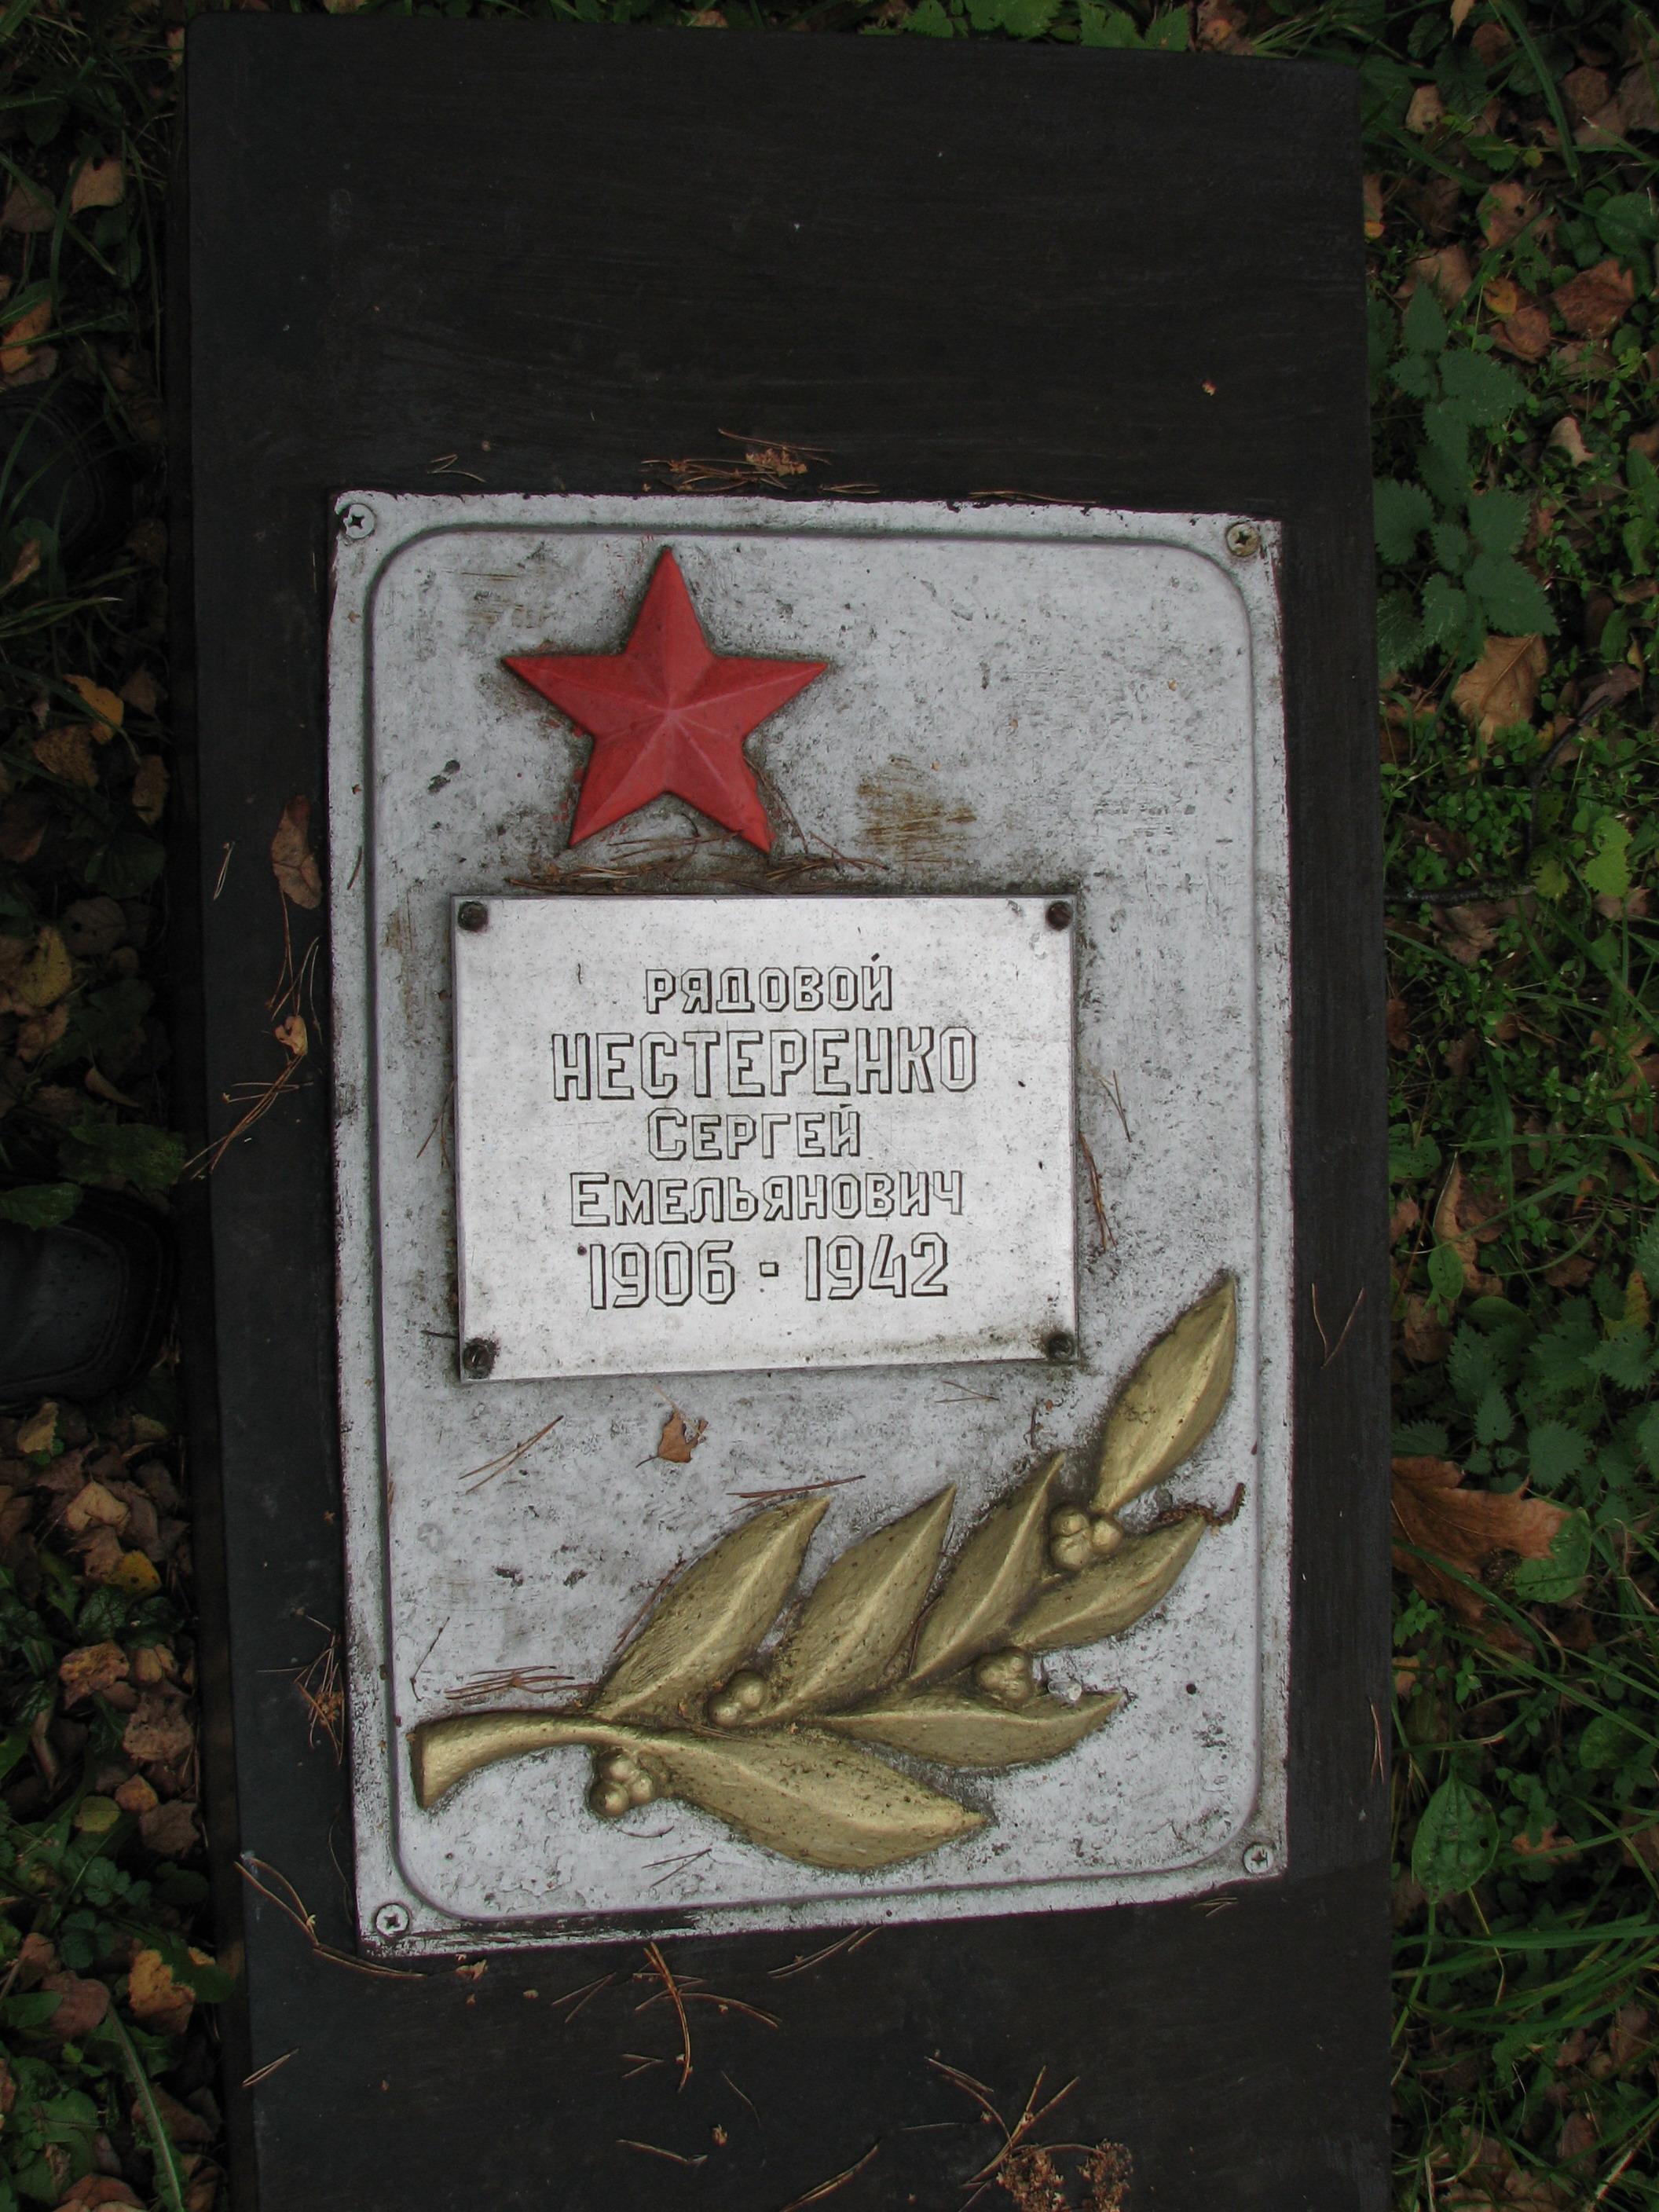 РЯДОВОЙ
НЕСТЕРЕНКО
СЕРГЕЙ
ЕМЕЛЬЯНОВИЧ
1906 - 1942